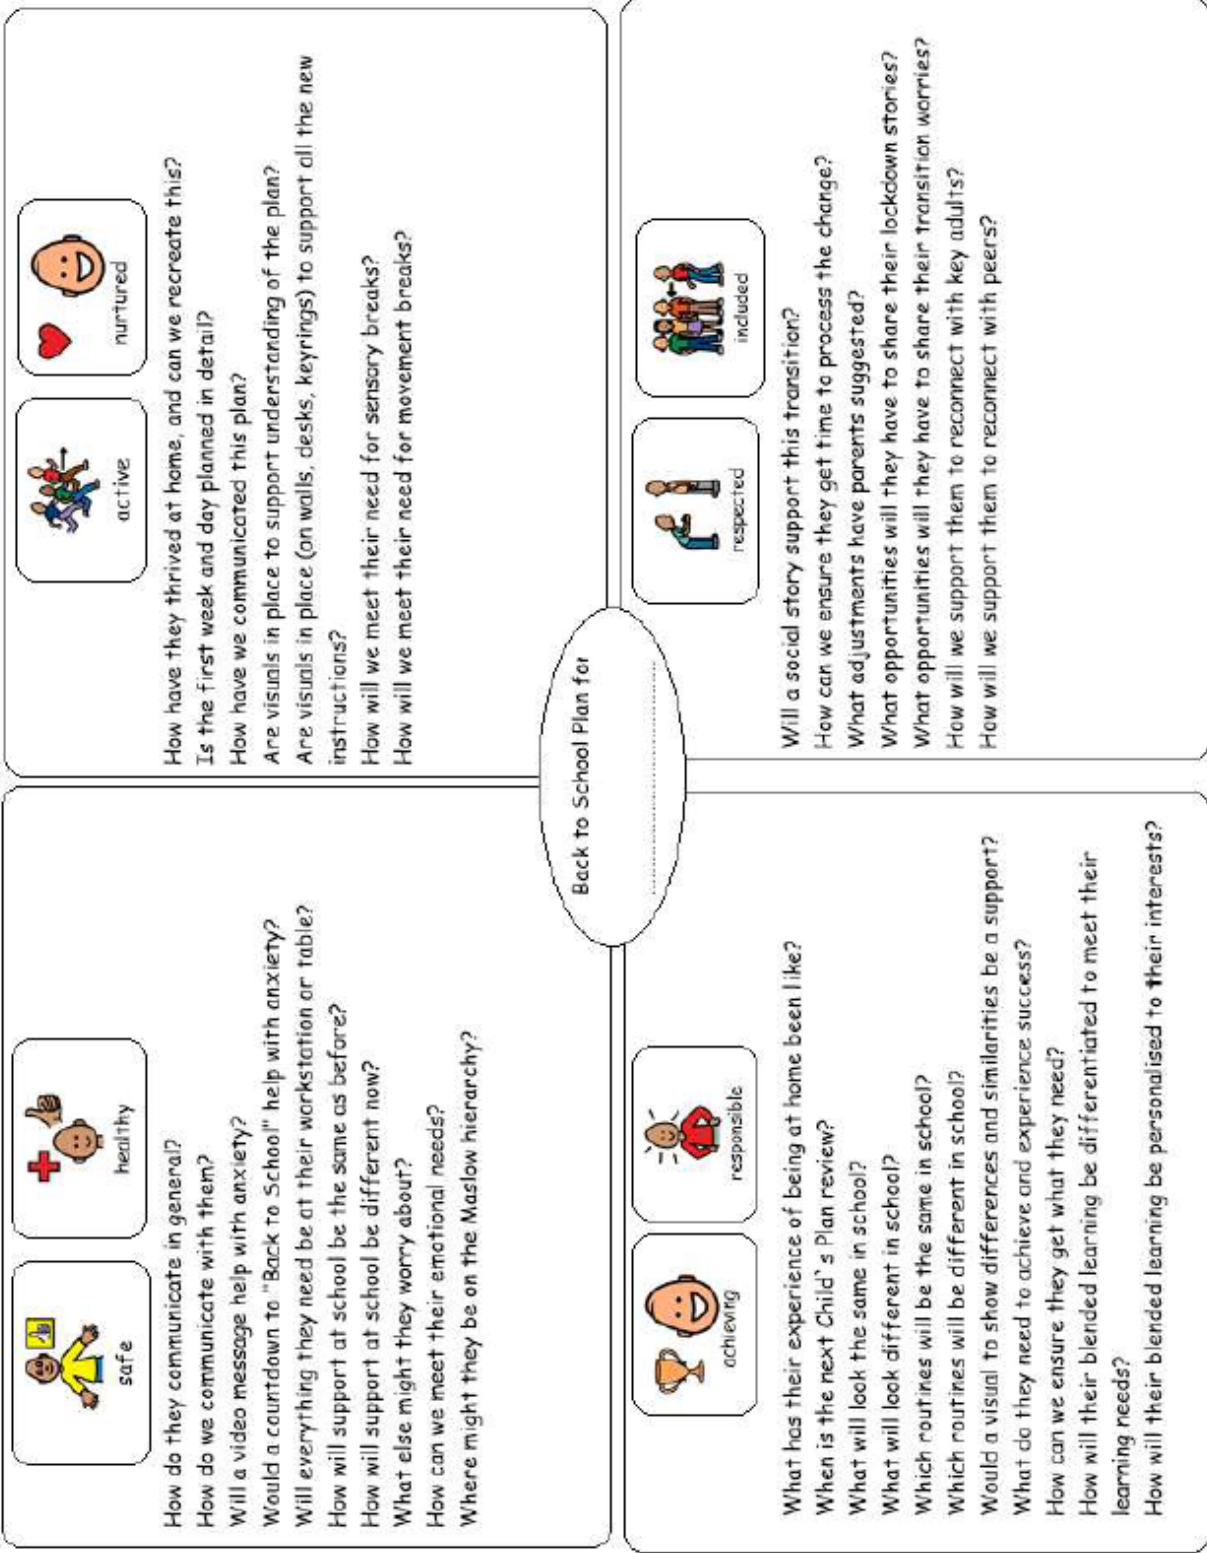 safe
healthy
How do they communicate in general?
How do we communicate with them?
Will a video message help with anxiety?
Would a countdown to "Back to School" help with anxiety?
Will everything they need be at their workstation or table?
How will support at school be the same as before?
How will support at school be different now?
What else might they worry about?
How can we meet their emotional needs?
Where might they be on the Maslow hierarchy?
active
nurtured
How have they thrived at home, and can we recreate this?
Is the first week and day planned in detail?
How have we communicated this plan?
Are visuals in place to support understanding of the plan?
Are visuals in place (on walls, desks, keyrings) to support all the new
instructions?
How will we meet their need for sensory breaks?
How will we meet their need for movement breaks?
Back to School Plan for
achieving
responsible
What has their experience of being at home been like?
When is the next Child`s Plan review?
What will look the same in school?
What will look different in school?
Which routines will be the same in school?
Which routines will be different in school?
Would a visual to show differences and similarities be a support?
What do they need to achieve and experience success?
How can we ensure they get what they need?
How will their blended learning be differentiated to meet their
learning needs?
How will their blended learning be personalised to their interests?
respected
included
Will a social story support this transition?
How can we ensure they get time to process the change?
What adjustments have parents suggested?
What opportunities will they have to share their lockdown stories?
What opportunities will they have to share their transition worries?
How will we support them to reconnect with key adults?
How will we support them to reconnect with peers?